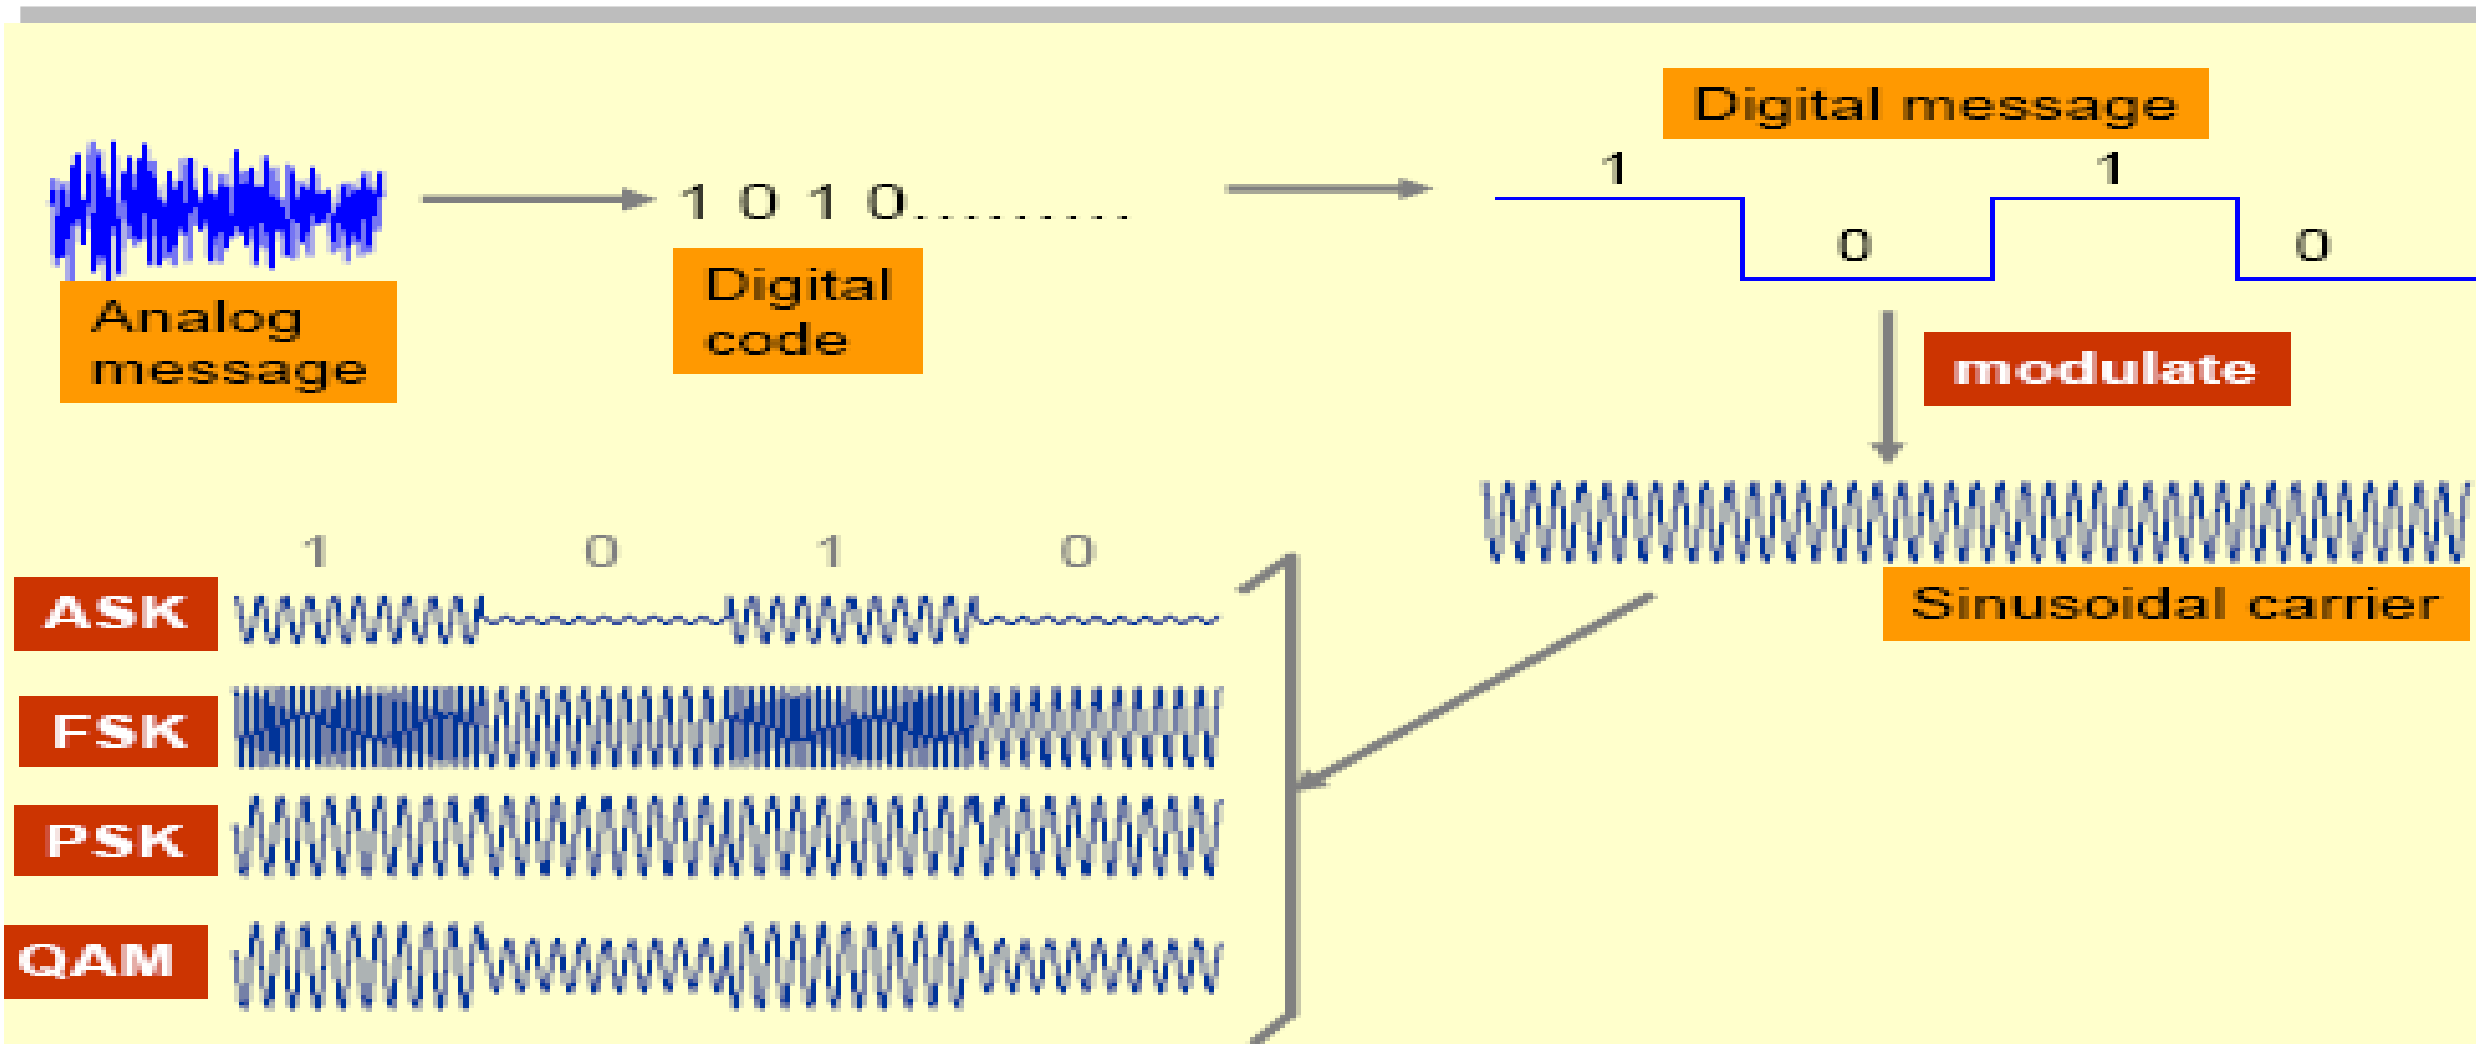 Digital message
1 1
0 0
1 0 1 0.............
Analog
message
Digital
code
modulate
Sinusoidal carrier
1 0 1 0
ASK
FSK
PSK
QAM